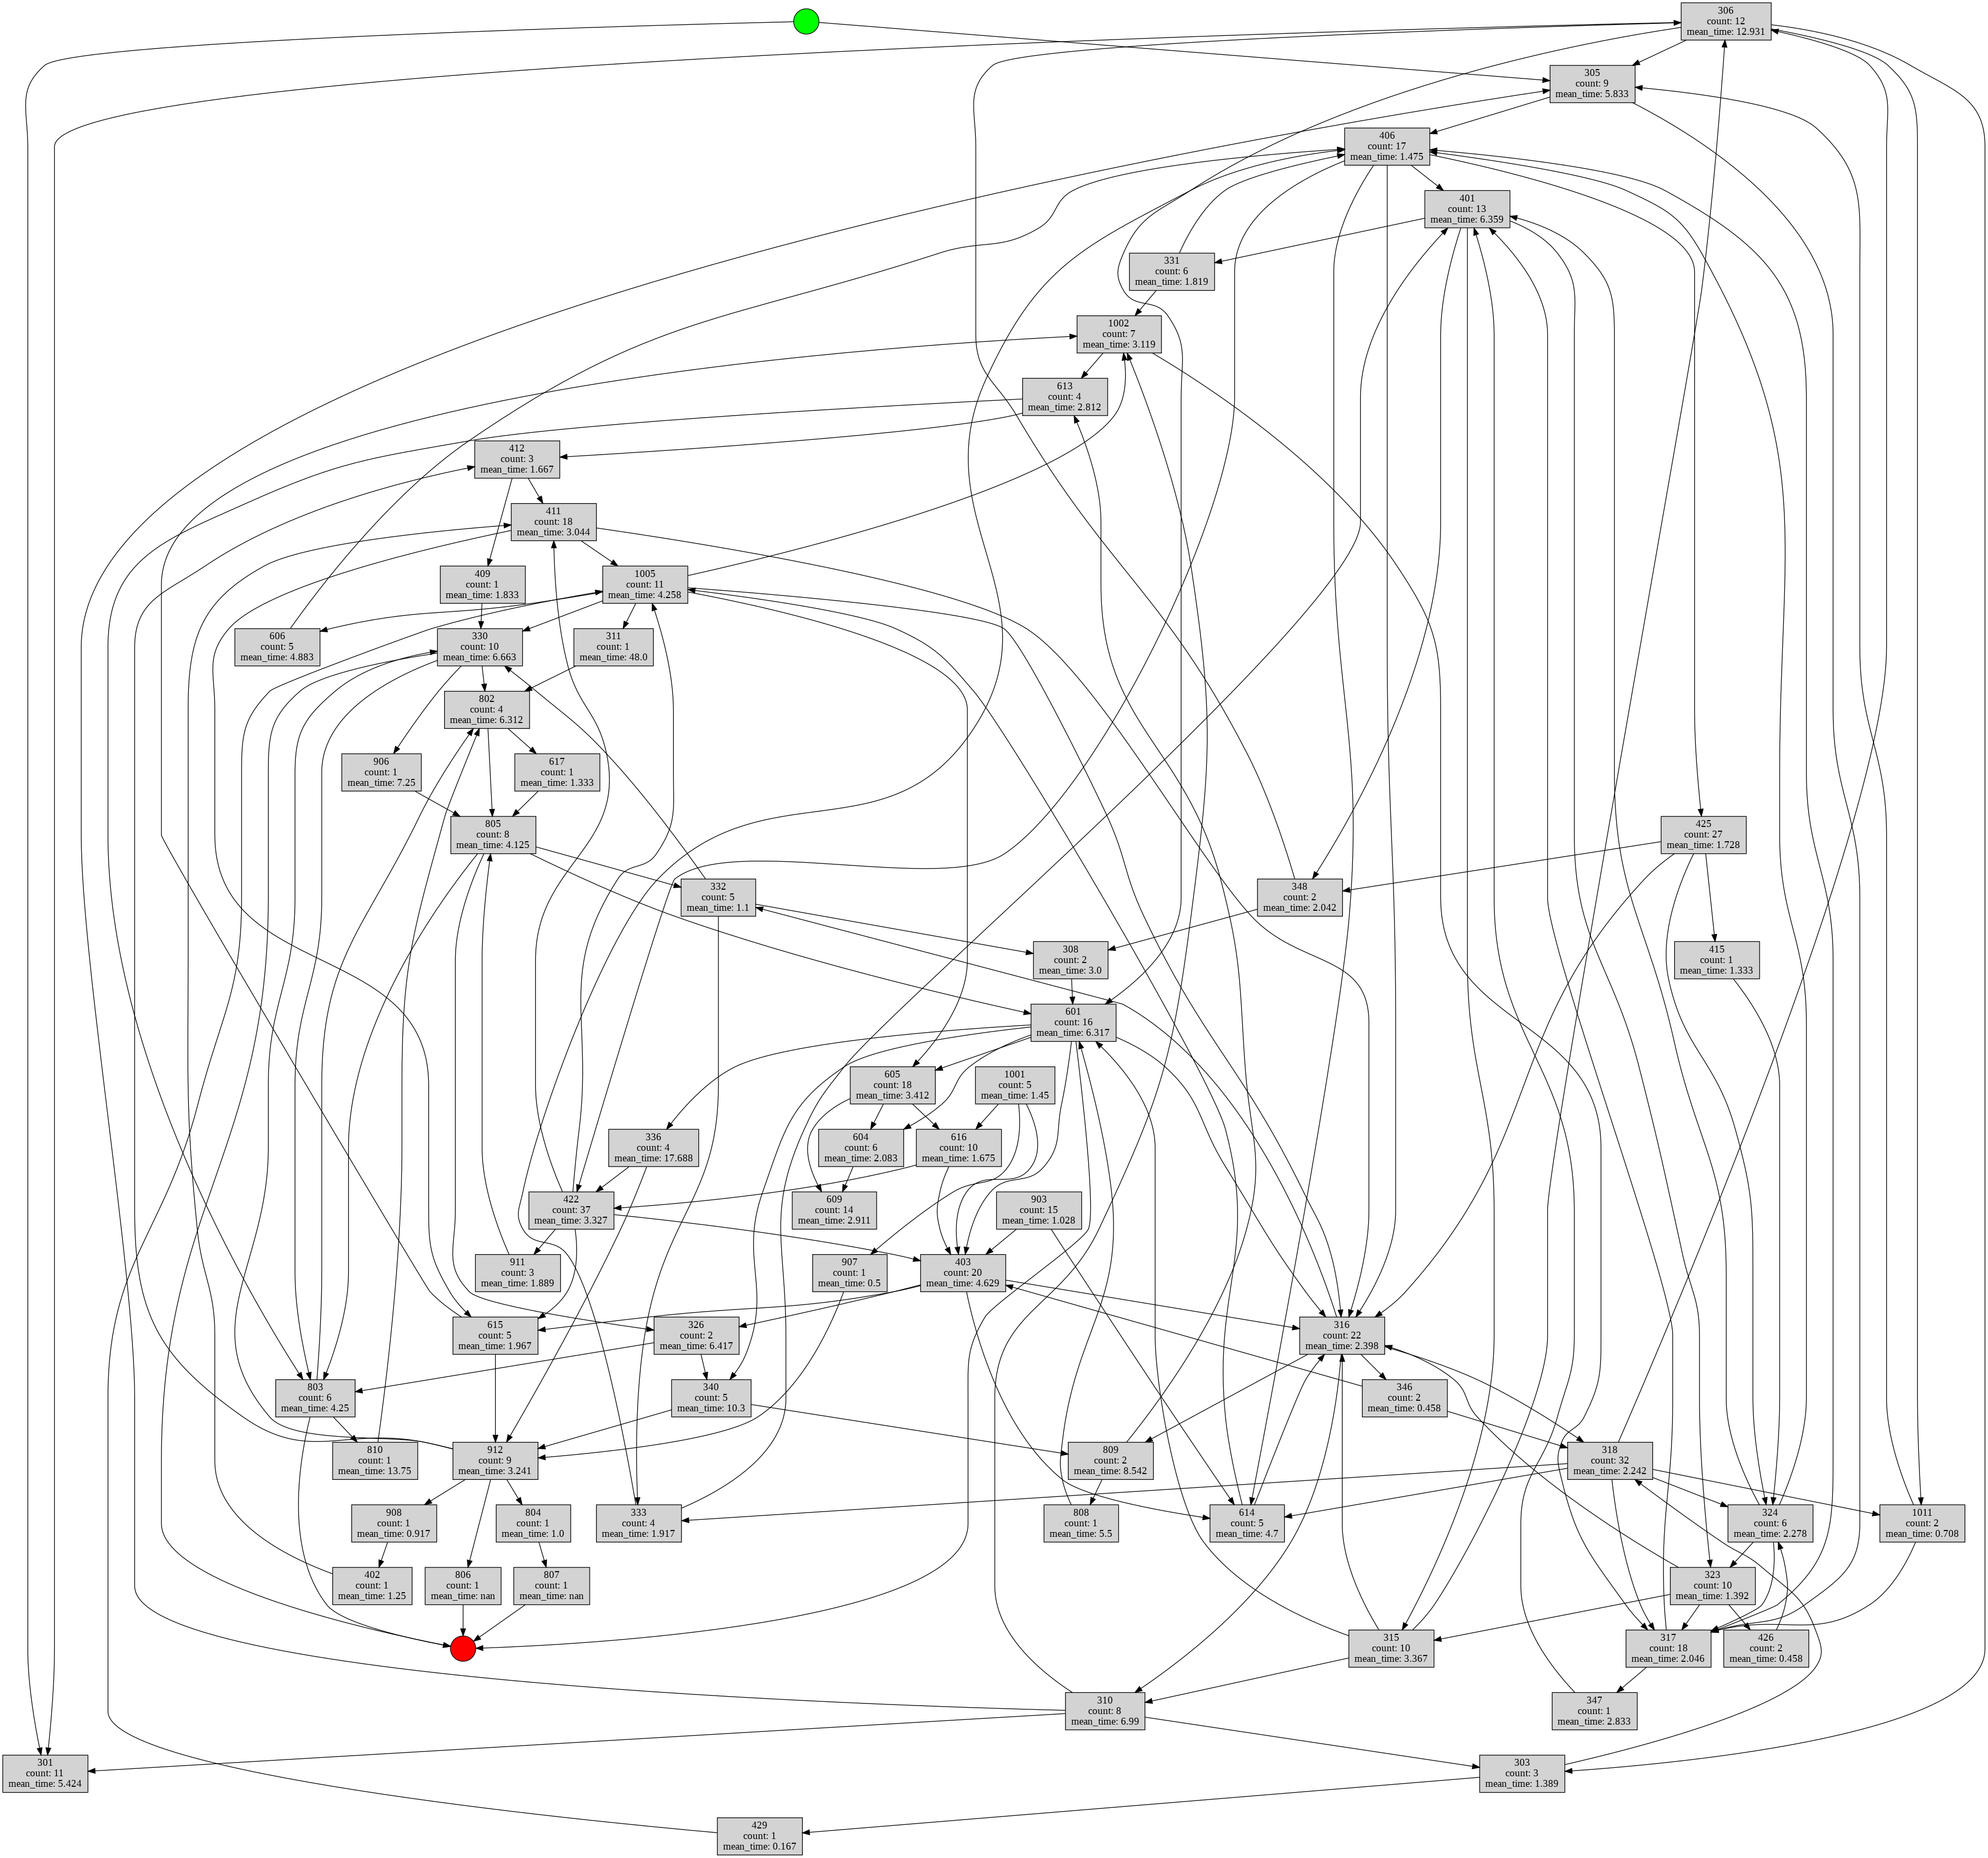 306
count: 12
mean_time: 12.931
305
count: 9
mean_time: 5.833
406
count: 17
mean_time: 1.475
401
count: 13
mean_time: 6.359
331
count: 6
mean_time: 1.819
1002
count: 7
mean_time: 3.119
613
count: 4
mean_time: 2.812
412
count: 3
mean_time: 1.667
411
count: 18
mean_time: 3.044
409
count: 1
mean_time: 1.833
1005
count: 11
mean_time: 4.258
606
count: 5
mean_time: 4.883
330
count: 10
mean_time: 6.663
311
count: 1
mean_time: 48.0
802
count: 4
mean_time: 6.312
906
count: 1
mean_time: 7.25
617
count: 1
mean_time: 1.333
805
count: 8
mean_time: 4.125
425
count: 27
mean_time: 1.728
332
count: 5
mean_time: 1.1
348
count: 2
mean_time: 2.042
308
count: 2
mean_time: 3.0
415
count: 1
mean_time: 1.333
601
count: 16
mean_time: 6.317
605
count: 18
mean_time: 3.412
1001
count: 5
mean_time: 1.45
336
count: 4
mean_time: 17.688
604
count: 6
mean_time: 2.083
616
count: 10
mean_time: 1.675
422
count: 37
mean_time: 3.327
609
count: 14
mean_time: 2.911
903
count: 15
mean_time: 1.028
911
count: 3
mean_time: 1.889
907
count: 1
mean_time: 0.5
403
count: 20
mean_time: 4.629
615
count: 5
mean_time: 1.967
326
count: 2
mean_time: 6.417
316
count: 22
mean_time: 2.398
803
count: 6
mean_time: 4.25
340
count: 5
mean_time: 10.3
346
count: 2
mean_time: 0.458
810
count: 1
mean_time: 13.75
912
count: 9
mean_time: 3.241
809
count: 2
mean_time: 8.542
318
count: 32
mean_time: 2.242
908
count: 1
mean_time: 0.917
804
count: 1
mean_time: 1.0
333
count: 4
mean_time: 1.917
808
count: 1
mean_time: 5.5
614
count: 5
mean_time: 4.7
324
count: 6
mean_time: 2.278
1011
count: 2
mean_time: 0.708
402
count: 1
mean_time: 1.25
806
count: 1
mean_time: nan
807
count: 1
mean_time: nan
323
count: 10
mean_time: 1.392
315
count: 10
mean_time: 3.367
317
count: 18
mean_time: 2.046
426
count: 2
mean_time: 0.458
310
count: 8
mean_time: 6.99
347
count: 1
mean_time: 2.833
301
count: 11
mean_time: 5.424
303
count: 3
mean_time: 1.389
429
count: 1
mean_time: 0.167